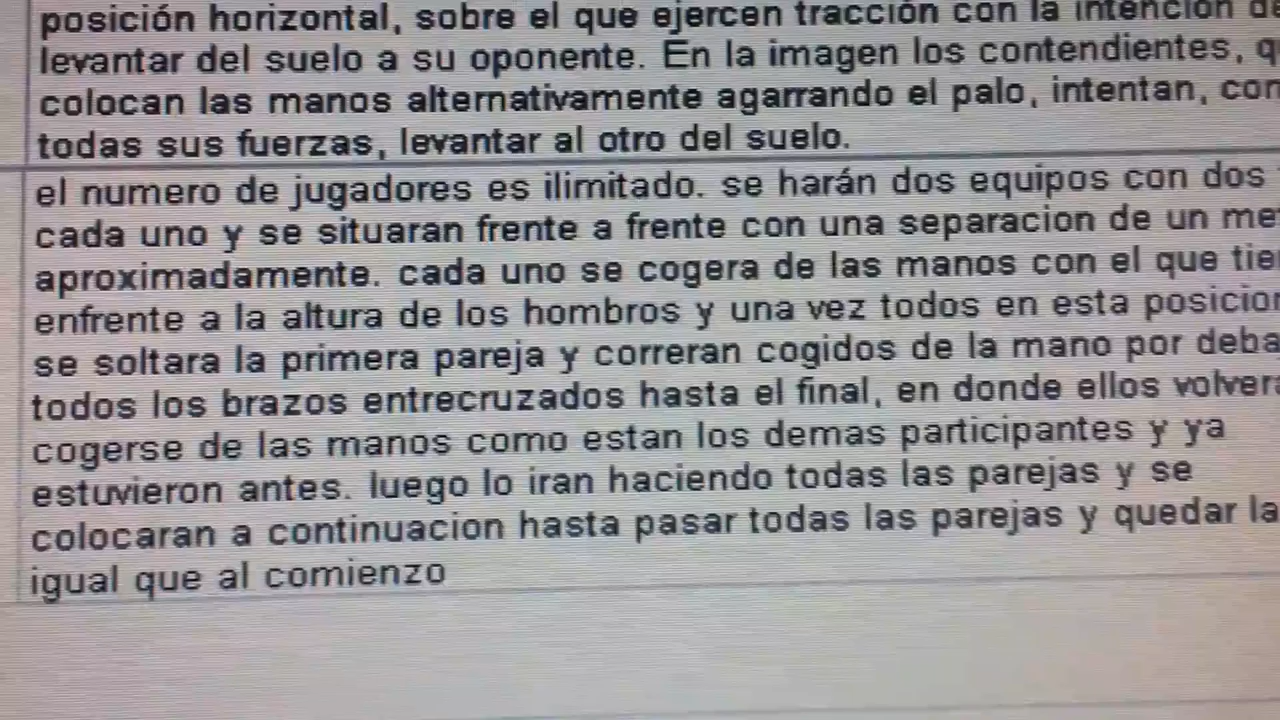 posición horizontal, sobre el que ejercen tracción con la intención
levantar del suelo a su oponente. En la imagen los contendientes,
colocan las manos alternativamente agarrando el palo, intentan, con
todas sus fuerzas, levantar al otro del suelo.
el numero de jugadores es ilimitado. se harán dos equipos con dos
cada uno y se situaran frente a frente con una separacion de un
aproximadamente. cada uno se cogera de las manos con el que
enfrente a la altura de los hombros y una vez todos en esta posicion
se soltara la primera pareja y correran cogidos de la mano por
todos los brazos entrecruzados hasta el final, en donde ellos
cogerse de las manos como estan los demas participantes y ya
estuvieron antes. luego lo iran haciendo todas las parejas y se
colocaran a continuacion hasta pasar todas las parejas y quedar la
igual que al comienzo